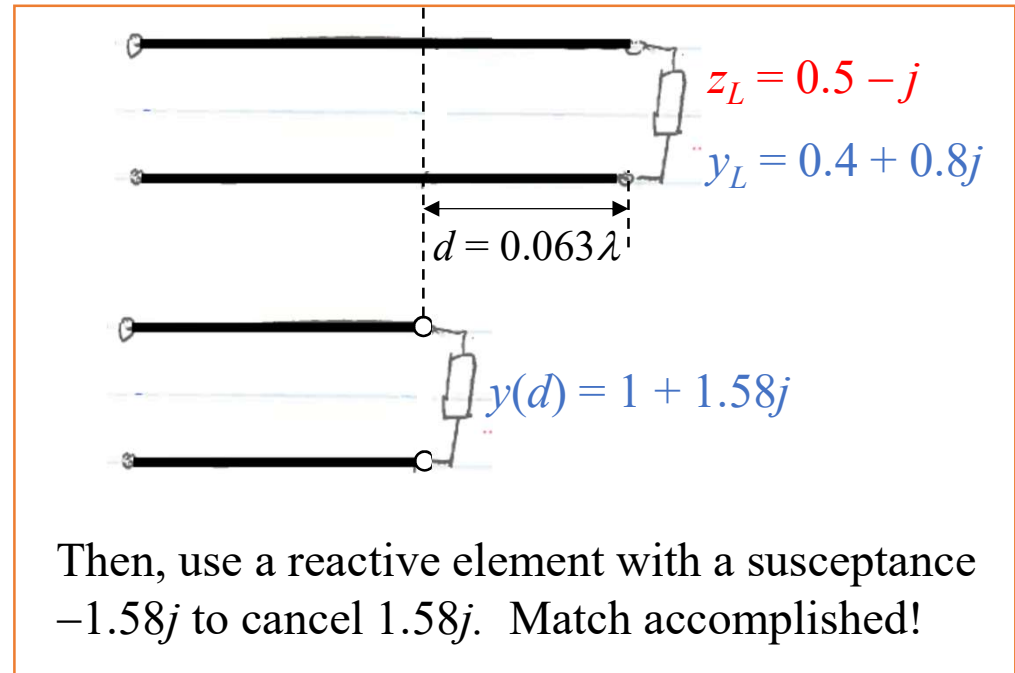 z_L = 0.5 – j
y_L = 0.4 + 0.8j
d = 0.063λ
y(d) = 1 + 1.58j
Then, use a reactive element with a susceptance
–1.58j to cancel 1.58j.  Match accomplished!